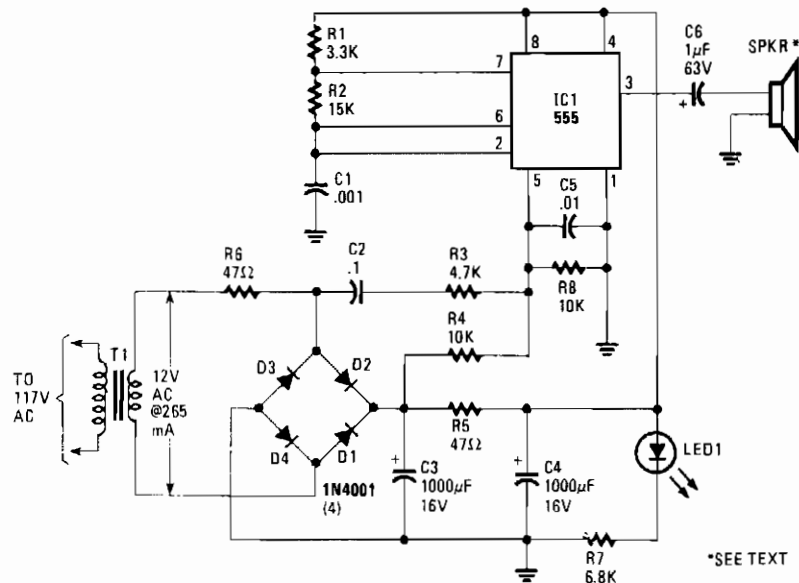 R1
3.3K
R2
15K
7
6
2
8
4
3
5
1
IC1
555
C6
1µF
63V
+
SPKR *
C1
.001
C5
.01
R8
10K
R6
47Ω
C2
.1
R3
4.7K
R4
10K
TO
117V
AC
T1
12V
AC
@265
mA
D3
D2
D4
D1
1N4001
(4)
R5
47Ω
+
C3
1000µF
16V
+
C4
1000µF
16V
LED1
R7
6.8K
*SEE TEXT